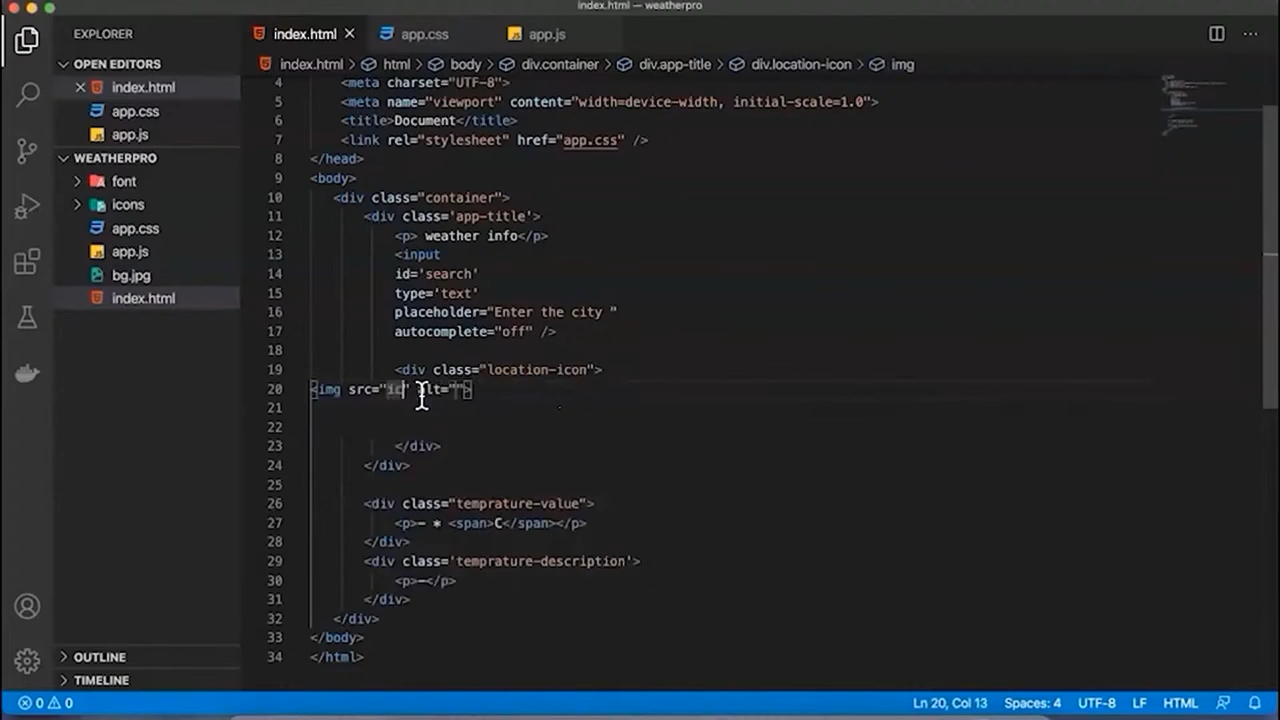 index.html — weatherpro
EXPLORER
OPEN EDITORS
index.html
app.css
app.js
WEATHERPRO
font
icons
app.css
app.js
bg.jpg
index.html
OUTLINE
TIMELINE
index.html
app.css
app.js
index.html > html > body > div.container > div.app-title > div.location-icon > img
4 <meta charset="UTF-8">
5 <meta name="viewport" content="width=device-width, initial-scale=1.0">
6 <title>Document</title>
7 <link rel="stylesheet" href="app.css" />
8 </head>
9 <body>
10 <div class="container">
11 <div class='app-title'>
12 <p> weather info</p>
13 <input
14 id='search'
15 type='text'
16 placeholder="Enter the city "
17 autocomplete="off" />
18
19 <div class="location-icon">
20 <img src="ic" alt="">
21
22
23 </div>
24 </div>
25
26 <div class="temprature-value">
27 <p>– * <span>C</span></p>
28 </div>
29 <div class='temprature-description'>
30 <p>–</p>
31 </div>
32 </div>
33 </body>
34 </html>
0 0
Ln 20, Col 13
Spaces: 4
UTF-8
LF
HTML